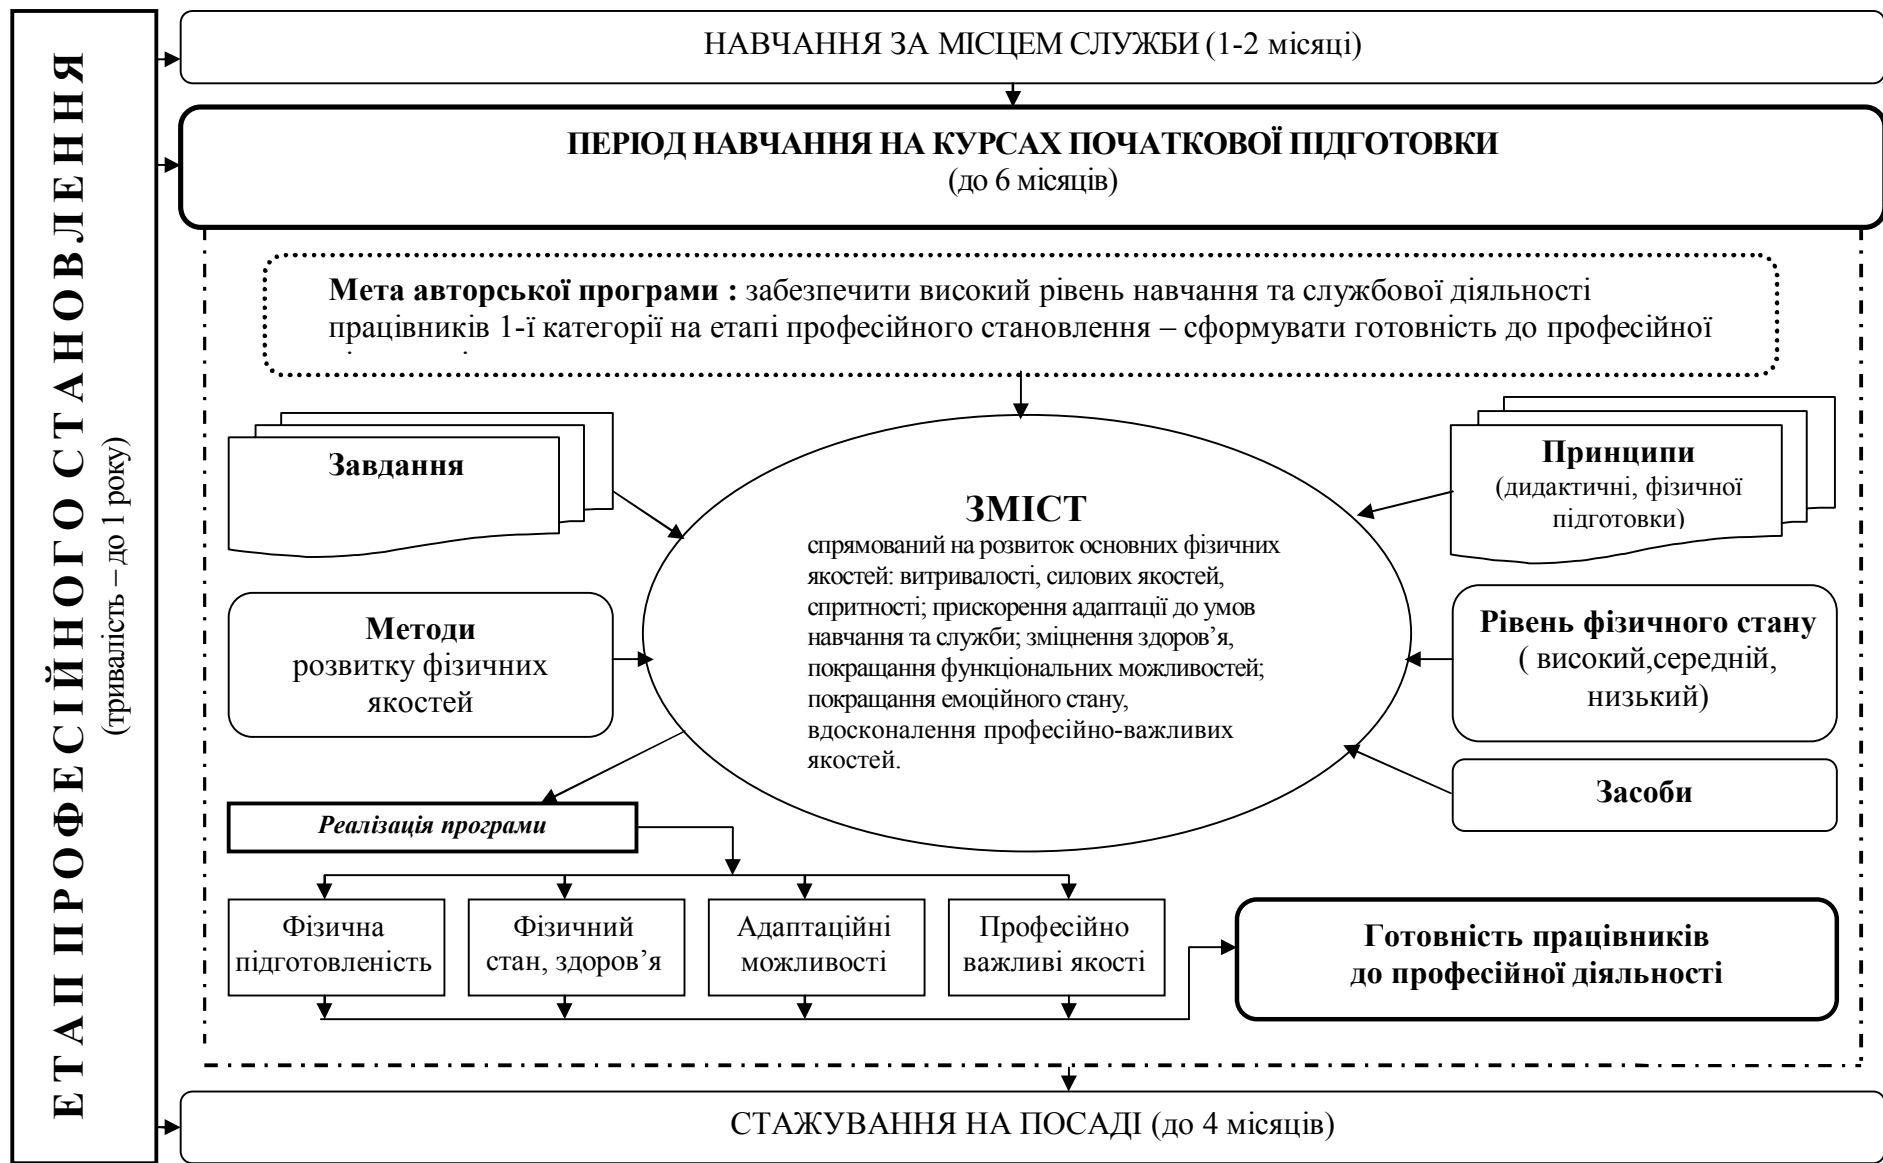 ЕТАП ПРОФЕСІЙНОГО СТАНОВЛЕННЯ
(тривалість – до 1 року)
НАВЧАННЯ ЗА МІСЦЕМ СЛУЖБИ (1-2 місяці)
ПЕРІОД НАВЧАННЯ НА КУРСАХ ПОЧАТКОВОЇ ПІДГОТОВКИ
(до 6 місяців)
Мета авторської програми : забезпечити високий рівень навчання та службової діяльності
працівників 1-ї категорії на етапі професійного становлення – сформувати готовність до професійної
Завдання
Принципи
(дидактичні, фізичної
підготовки)
ЗМІСТ
спрямований на розвиток основних фізичних
якостей: витривалості, силових якостей,
спритності; прискорення адаптації до умов
навчання та служби; зміцнення здоров’я,
покращання функціональних можливостей;
покращання емоційного стану,
вдосконалення професійно-важливих
якостей.
Методи
розвитку фізичних
якостей
Рівень фізичного стану
( високий,середній,
низький)
Засоби
Реалізація програми
Фізична
підготовленість
Фізичний
стан, здоров’я
Адаптаційні
можливості
Професійно
важливі якості
Готовність працівників
до професійної діяльності
СТАЖУВАННЯ НА ПОСАДІ (до 4 місяців)